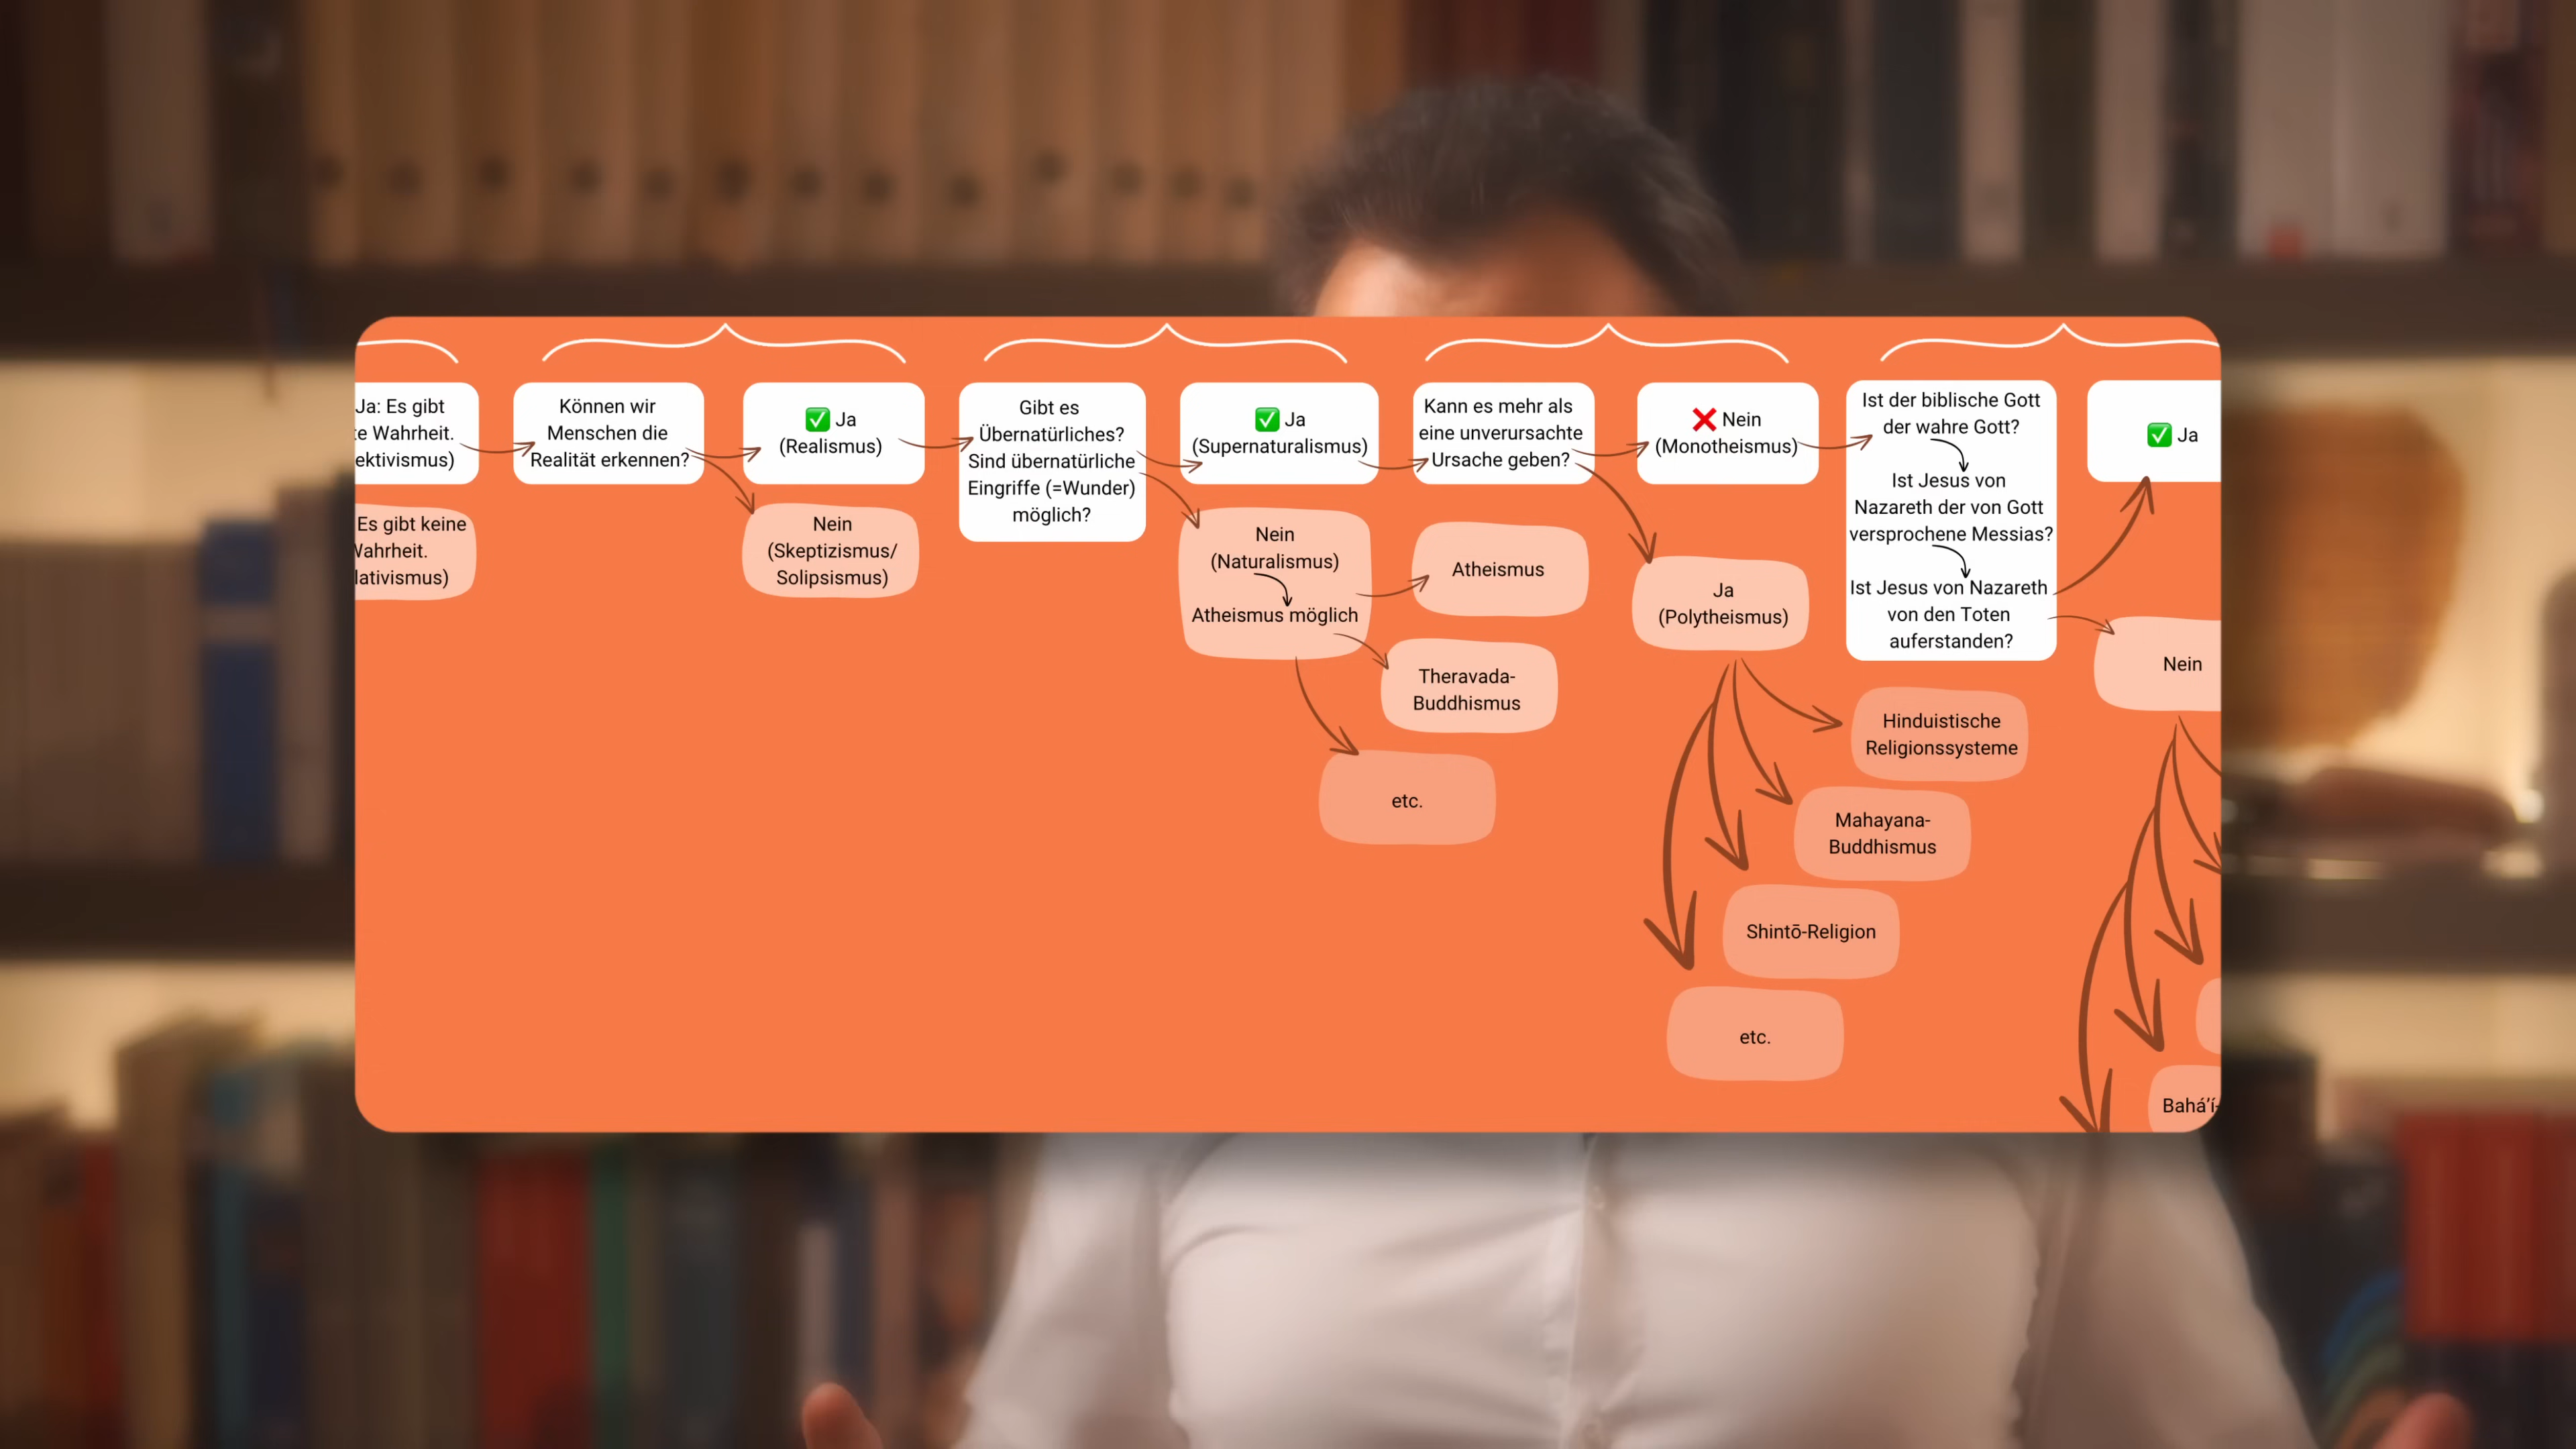 Ja: Es gibt
te Wahrheit.
ektivismus)
Es gibt keine
Wahrheit.
lativismus)
Können wir
Menschen die
Realität erkennen?
✅ Ja
(Realismus)
Nein
(Skeptizismus/
Solipsismus)
Gibt es
Übernatürliches?
Sind übernatürliche
Eingriffe (=Wunder)
möglich?
✅ Ja
(Supernaturalismus)
Nein
(Naturalismus)
Atheismus möglich
Atheismus
Theravada-
Buddhismus
etc.
Kann es mehr als
eine unverursachte
Ursache geben?
❌ Nein
(Monotheismus)
Ja
(Polytheismus)
Hinduistische
Religionssysteme
Mahayana-
Buddhismus
Shintō-Religion
etc.
Ist der biblische Gott
der wahre Gott?
Ist Jesus von
Nazareth der von Gott
versprochene Messias?
Ist Jesus von Nazareth
von den Toten
auferstanden?
✅ Ja
Nein
Bahá’í-